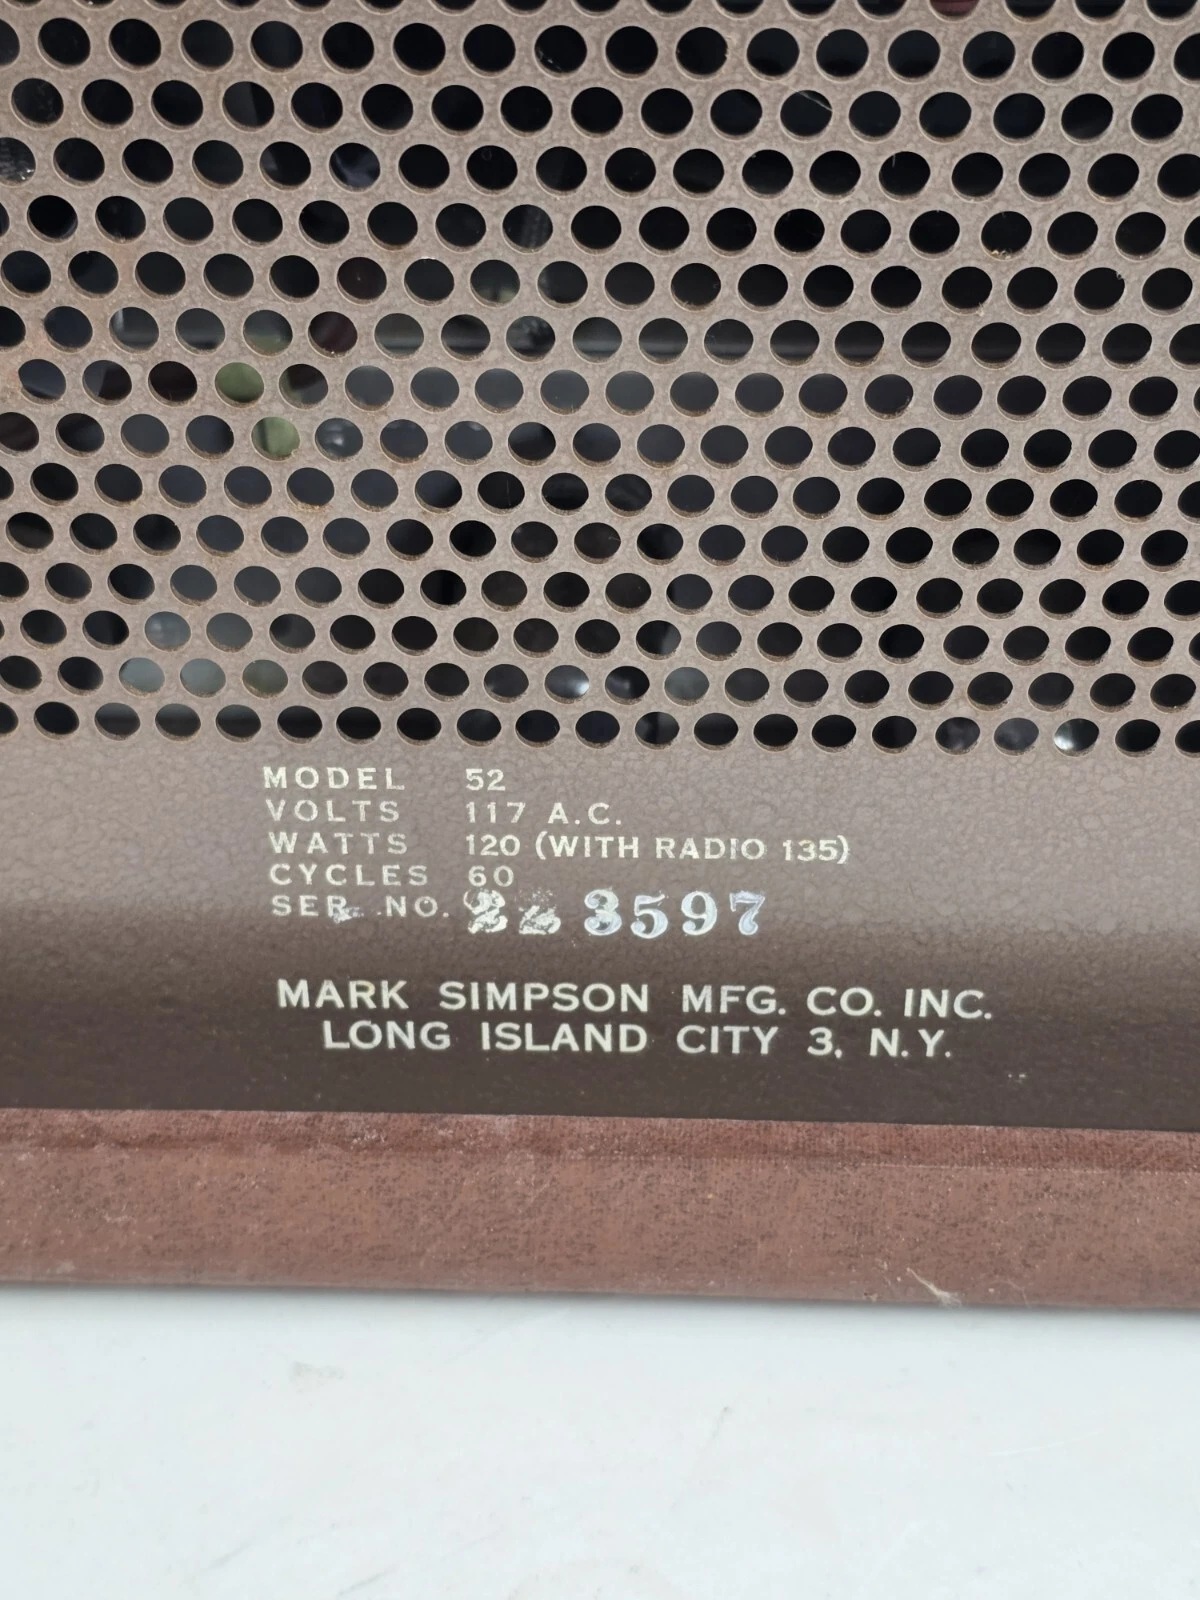 MODEL 52
VOLTS 117 A.C.
WATTS 120 (WITH RADIO 135)
CYCLES 60
SER. NO. 3597
MARK SIMPSON MFG. CO. INC.
LONG ISLAND CITY 3, N.Y.